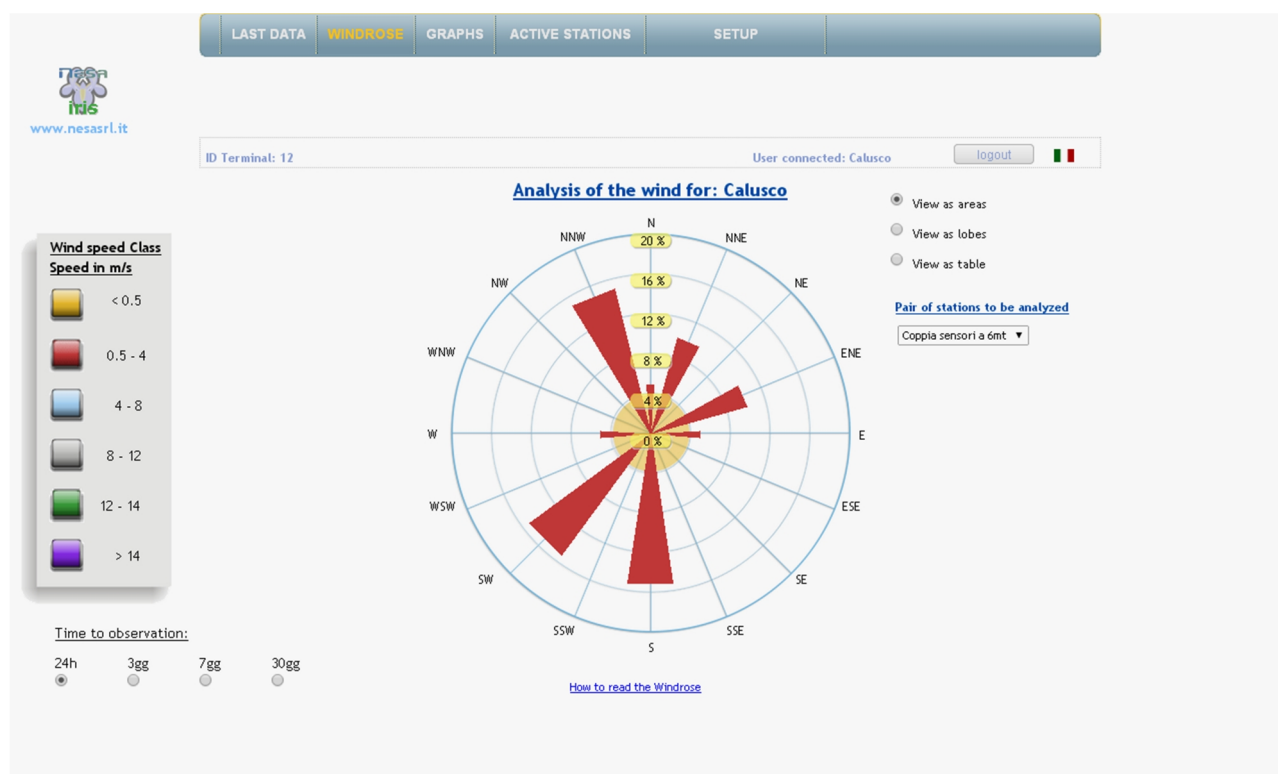 LAST DATA WINDROSE GRAPHS ACTIVE STATIONS SETUP
nesa
iris
www.nesasrl.it
ID Terminal: 12 User connected: Calusco logout
Analysis of the wind for: Calusco
View as areas
View as lobes
View as table
Pair of stations to be analyzed
Coppia sensori a 6mt
Wind speed Class
Speed in m/s
< 0.5
0.5 - 4
4 - 8
8 - 12
12 - 14
> 14
N
NNW NNE
20 %
NW NE
16 %
12 %
WNW ENE
8 %
4 %
W E
0 %
WSW ESE
SW SE
SSW SSE
S
Time to observation:
24h 3gg 7gg 30gg
How to read the Windrose